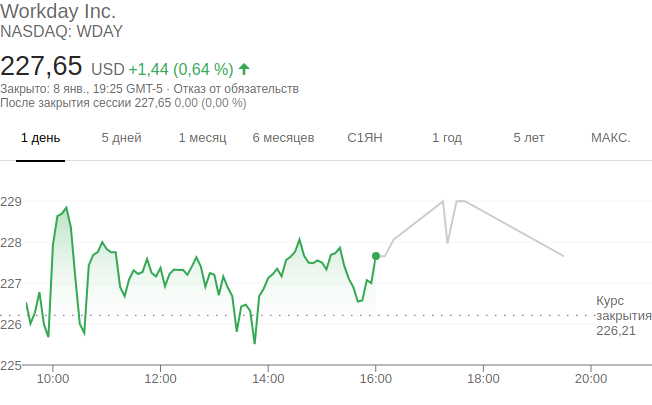 Workday Inc.
NASDAQ: WDAY
227,65 USD +1,44 (0,64 %)
Закрыто: 8 янв., 19:25 GMT-5 · Отказ от обязательств
После закрытия сессии 227,65 0,00 (0,00 %)
1 день 5 дней 1 месяц 6 месяцев С1ЯН 1 год 5 лет МАКС.
229
228
227
226
225
Курс
закрытия
226,21
10:00 12:00 14:00 16:00 18:00 20:00